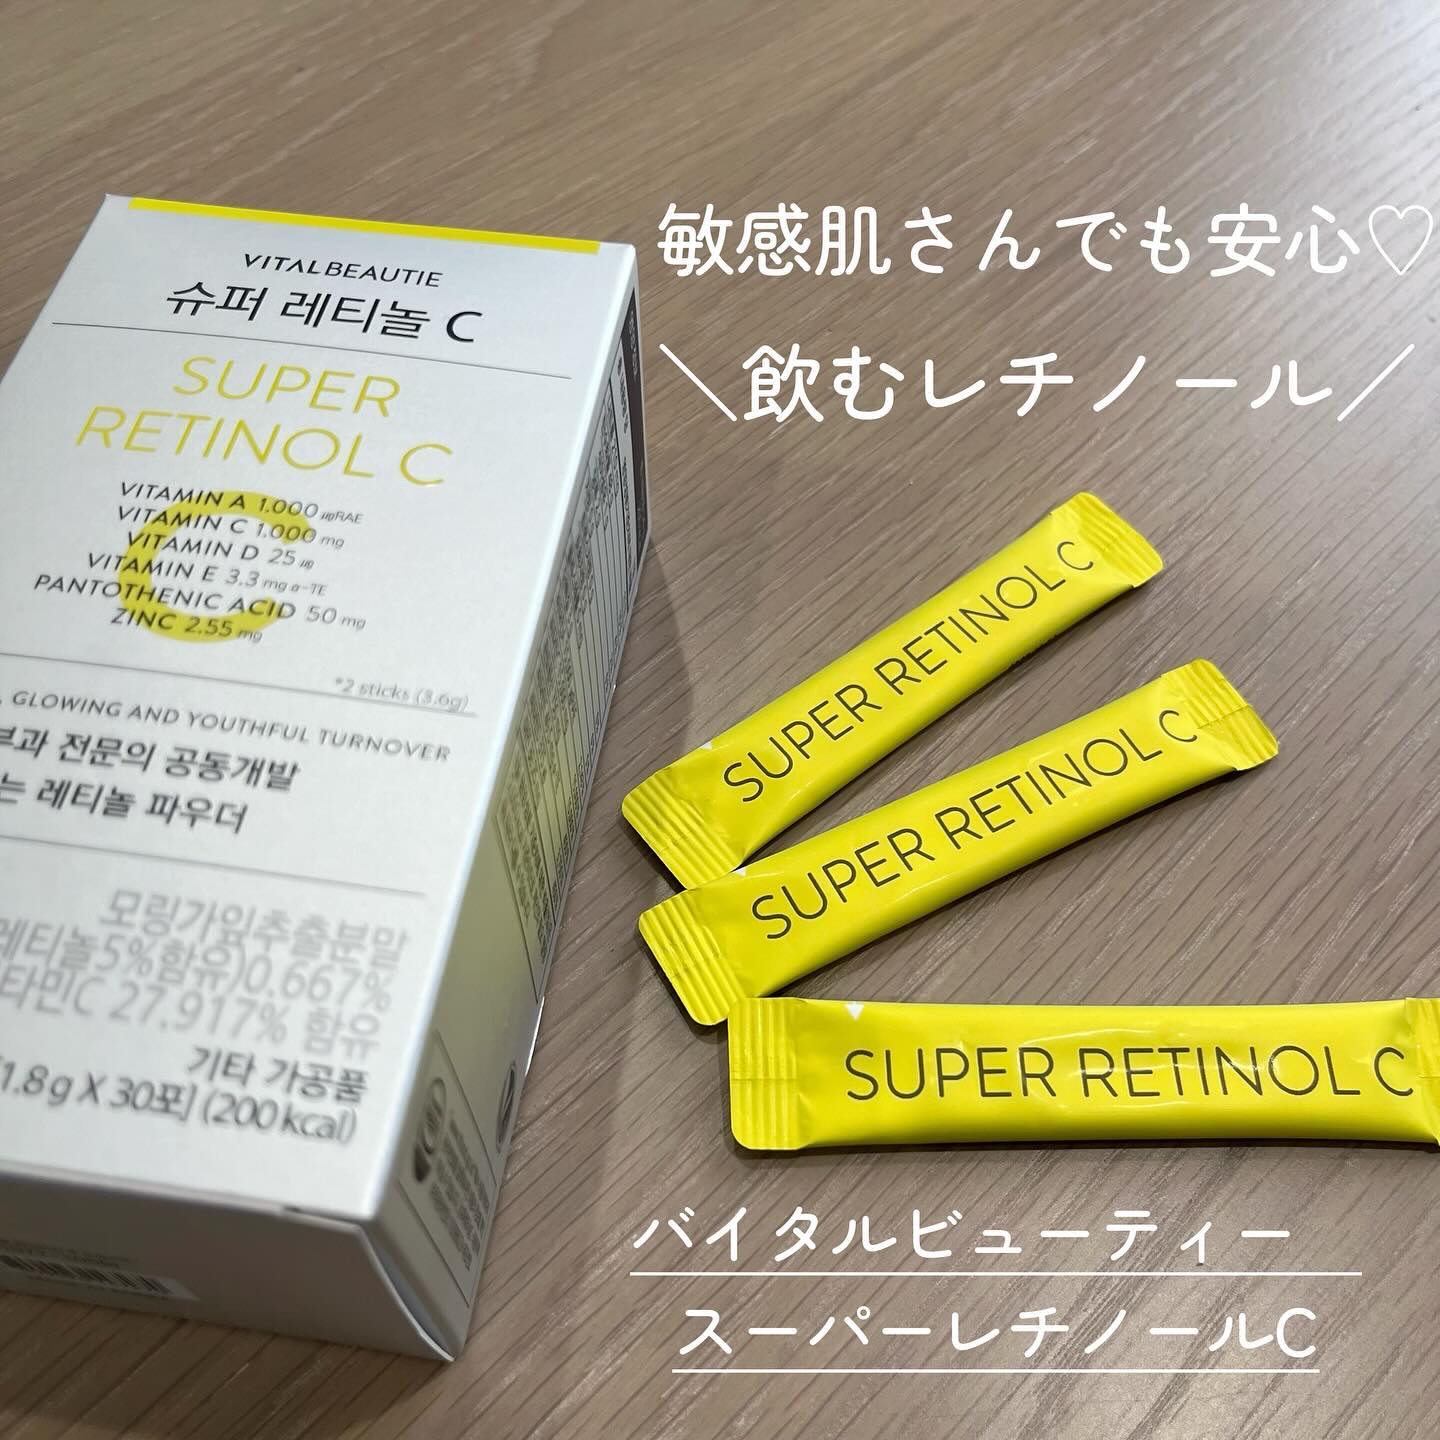 VITALBEAUTIE
슈퍼 레티놀 C
SUPER
RETINOL C
VITAMIN A 1.000 μgRAE
VITAMIN C 1.000 mg
VITAMIN D 25 μg
VITAMIN E 3.3 mg α-TE
PANTOTHENIC ACID 50 mg
ZINC 2.55 mg
C
*2 sticks (3.6g)
GLOWING AND YOUTHFUL TURNOVER
부과 전문의 공동개발
는 레티놀 파우더
모링가잎추출분말
레티놀5%함유)0.667%
타민C 27.917% 함유
기타 가공품
1.8g X 30포] (200 kcal)
敏感肌さんでも安心♡
＼飲むレチノール／
SUPER RETINOL C
SUPER RETINOL C
SUPER RETINOL C
バイタルビューティー
スーパーレチノールC